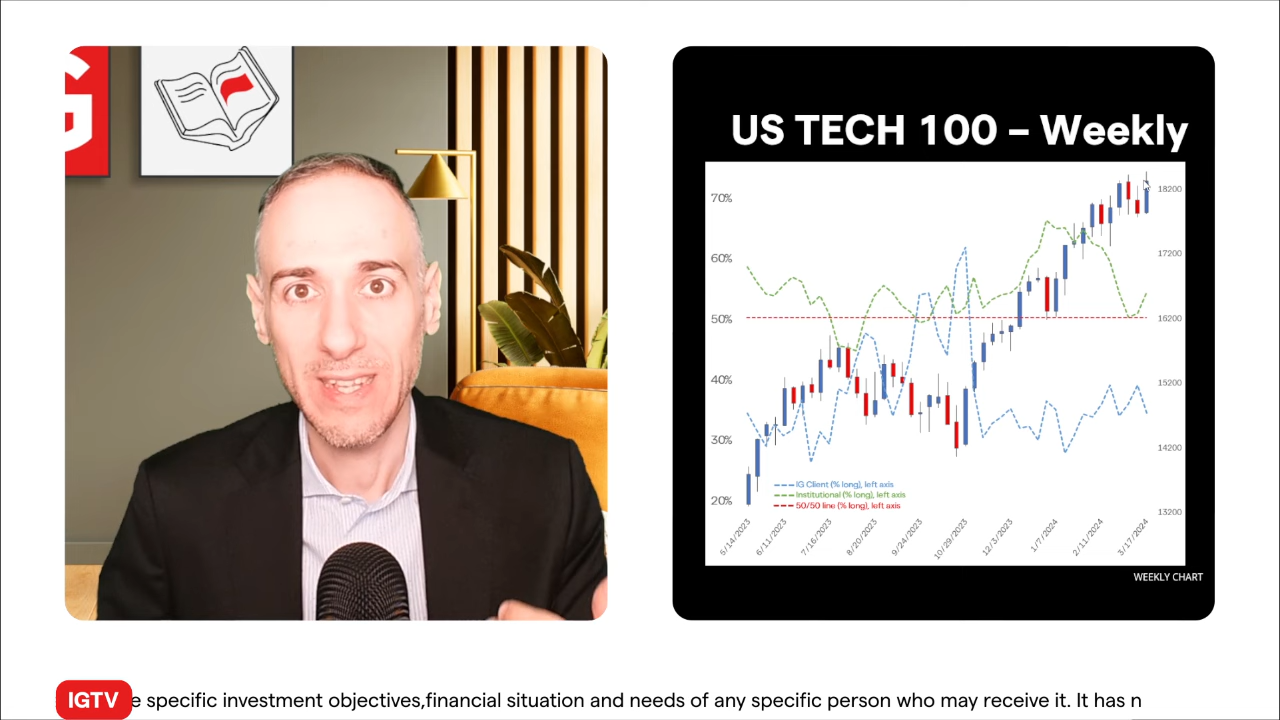 G
US TECH 100 – Weekly
70%
60%
50%
40%
30%
20%
18200
17200
16200
15200
14200
13200
IG Client (% long), left axis
Institutional (% long), left axis
50/50 line (% long), left axis
5/14/2023
6/11/2023
7/16/2023
8/20/2023
9/24/2023
10/29/2023
12/3/2023
1/7/2024
2/11/2024
3/17/2024
WEEKLY CHART
IGTV
e specific investment objectives,financial situation and needs of any specific person who may receive it. It has n